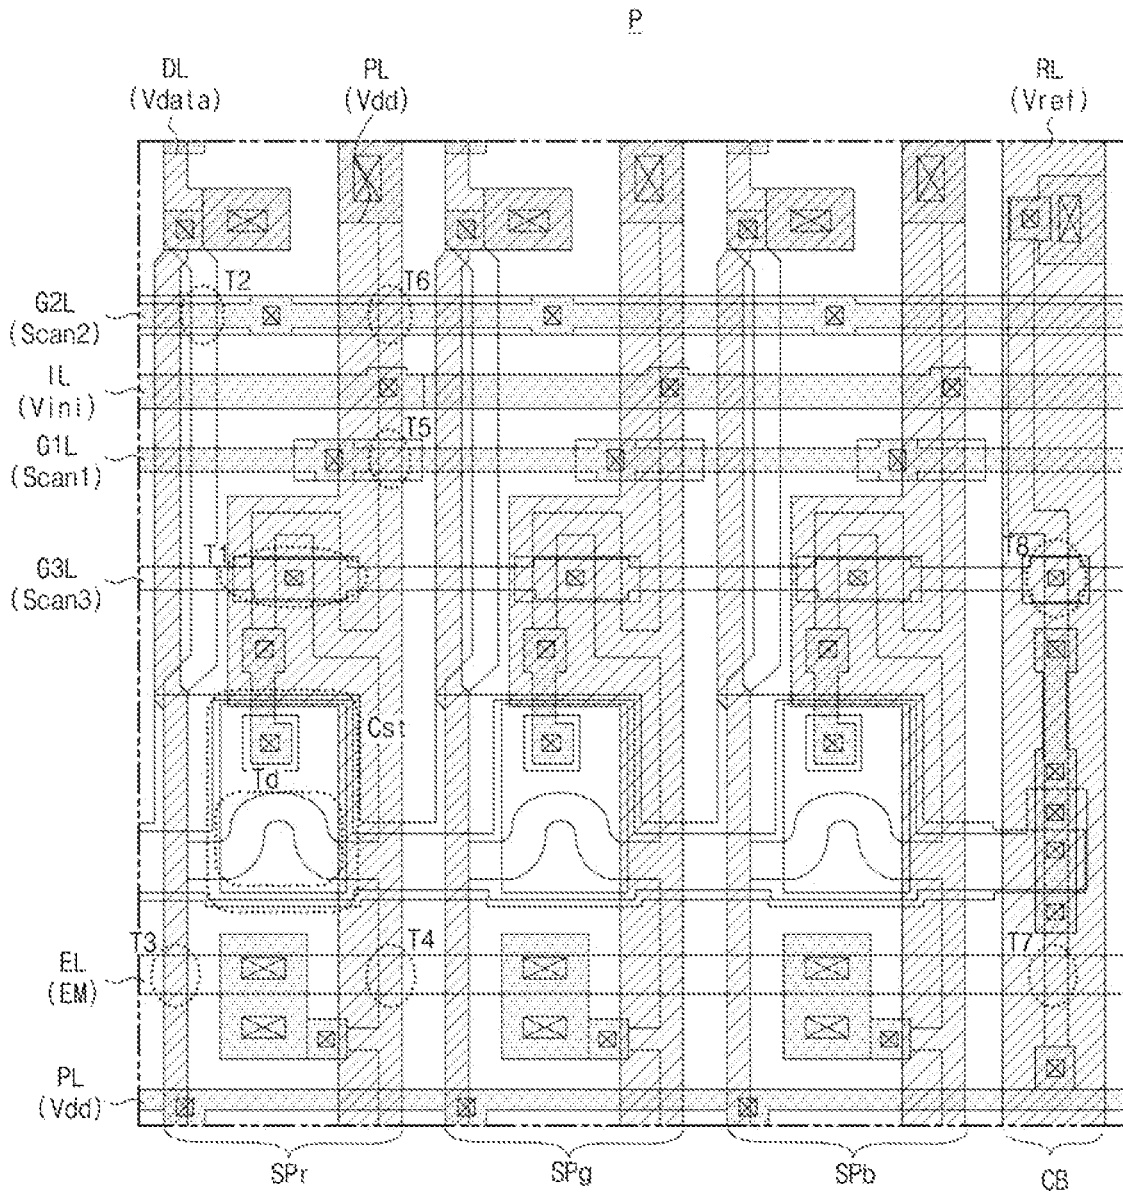 P
DL
(Vdata)
PL
(Vdd)
RL
(Vref)
T2
T6
G2L
(Scan2)
IL
(Vini)
T5
G1L
(Scan1)
T1
T8
G3L
(Scan3)
Cst
Td
T3
T4
T7
EL
(EM)
PL
(Vdd)
SPr
SPg
SPb
CB